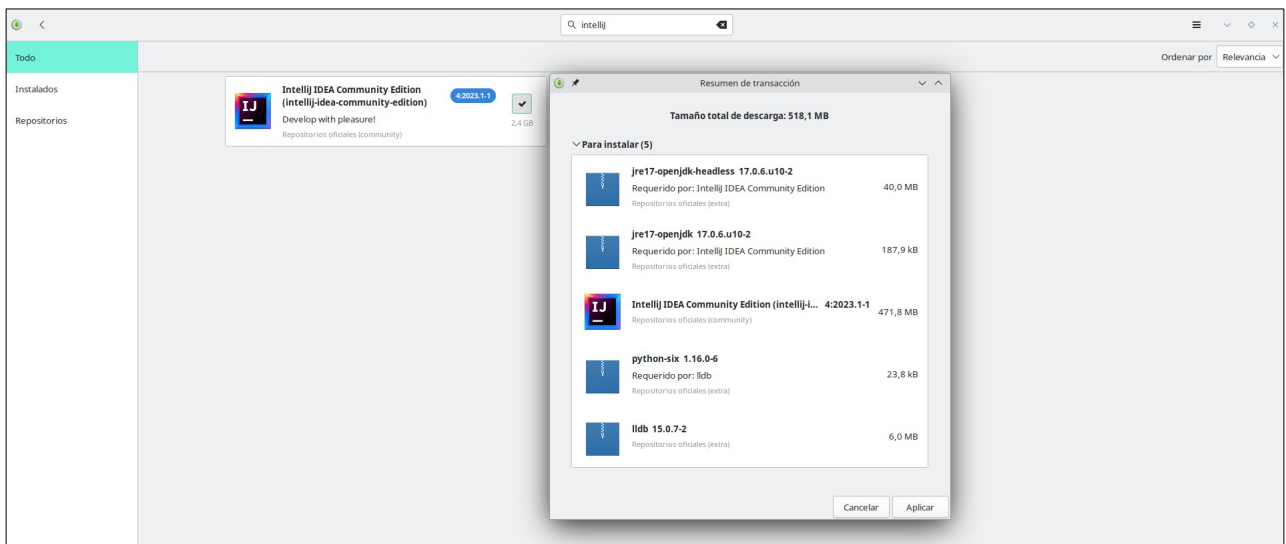 intelliJ
Todo
Ordenar por Relevancia
Instalados
Repositorios
IntelliJ IDEA Community Edition
(intellij-idea-community-edition)
4:2023.1-1
Develop with pleasure!
2,4 GB
Repositorios oficiales (community)
Resumen de transacción
Tamaño total de descarga: 518,1 MB
Para instalar (5)
jre17-openjdk-headless 17.0.6.u10-2
Requerido por: IntelliJ IDEA Community Edition 40,0 MB
Repositorios oficiales (extra)
jre17-openjdk 17.0.6.u10-2
Requerido por: IntelliJ IDEA Community Edition 187,9 kB
Repositorios oficiales (extra)
IJ
IntelliJ IDEA Community Edition (intellij-i... 4:2023.1-1
471,8 MB
Repositorios oficiales (community)
python-six 1.16.0-6
Requerido por: lldb 23,8 kB
Repositorios oficiales (extra)
lldb 15.0.7-2
6,0 MB
Repositorios oficiales (extra)
Cancelar Aplicar
IJ